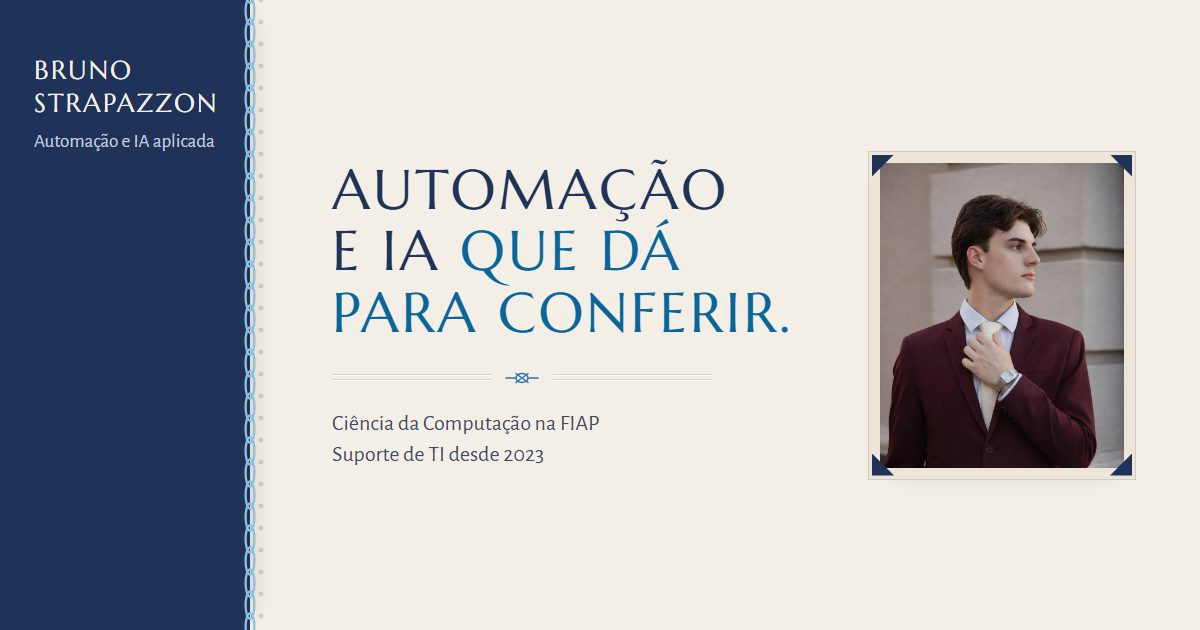 BRUNO
STRAPAZZON
Automação e IA aplicada
AUTOMAÇÃO
E IA QUE DÁ
PARA CONFERIR.
Ciência da Computação na FIAP
Suporte de TI desde 2023